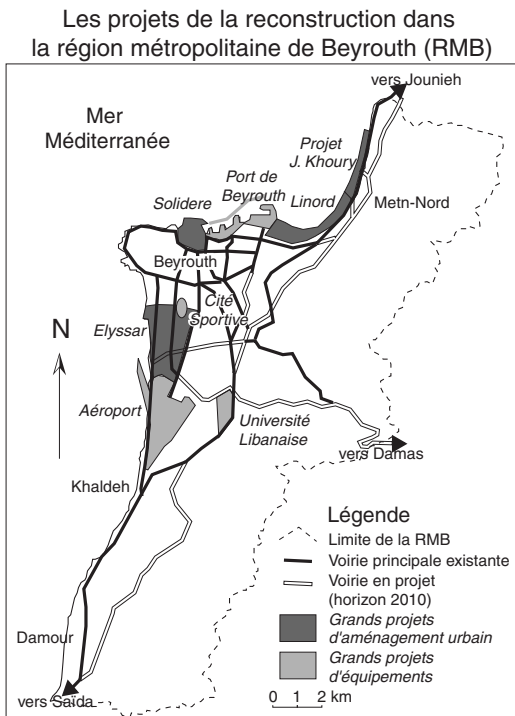 Les projets de la reconstruction dans
la région métropolitaine de Beyrouth (RMB)
vers Jounieh
Mer
Méditerranée
Projet
J. Khoury
Port de
Beyrouth
Solidere
Linord
Metn-Nord
Beyrouth
Cité
Sportive
N
Elyssar
Aéroport
Université
Libanaise
vers Damas
Khaldeh
Légende
Limite de la RMB
Voirie principale existante
Voirie en projet
(horizon 2010)
Grands projets
d'aménagement urbain
Grands projets
d'équipements
Damour
vers Saïda
0 1 2 km